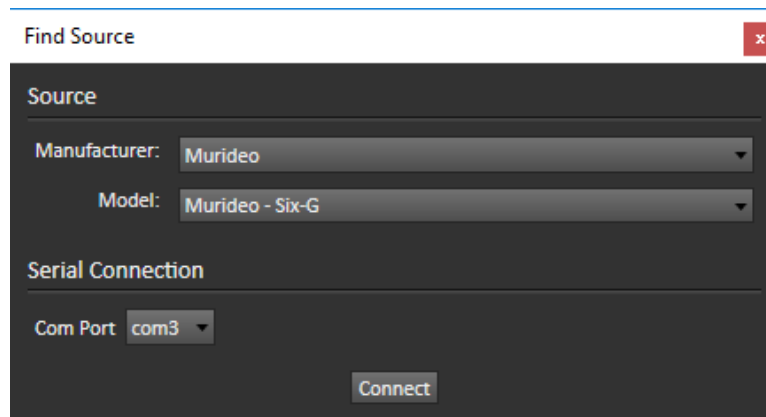 Find Source
x
Source
Manufacturer: Murideo
Model: Murideo - Six-G
Serial Connection
Com Port com3
Connect